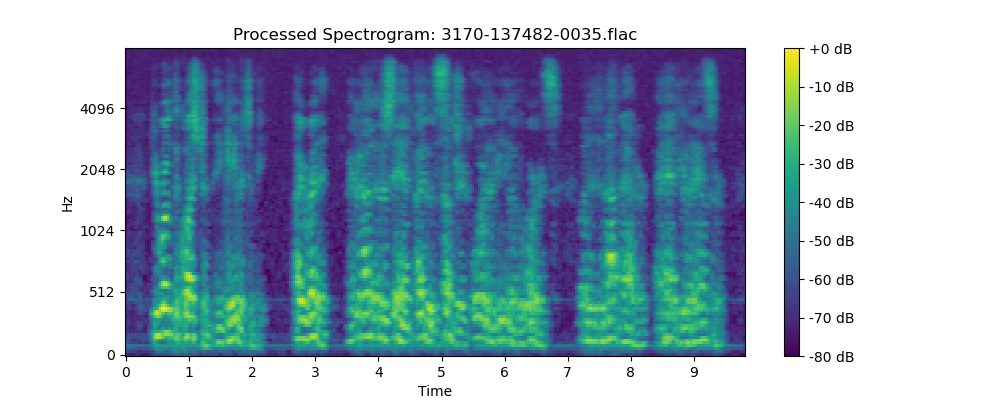 Processed Spectrogram: 3170-137482-0035.flac
Hz
4096
2048
1024
512
0
0 1 2 3 4 5 6 7 8 9
Time
+0 dB
-10 dB
-20 dB
-30 dB
-40 dB
-50 dB
-60 dB
-70 dB
-80 dB